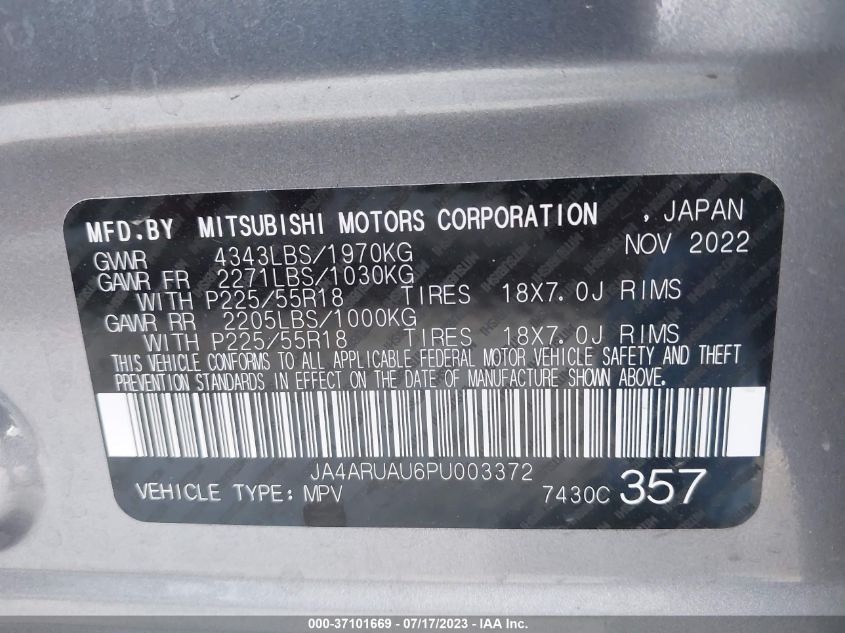 MFD.BY MITSUBISHI MOTORS CORPORATION , JAPAN
GVWR 4343LBS/1970KG NOV 2022
GAWR FR 2271LBS/1030KG
WITH P225/55R18 TIRES 18X7.0J RIMS
GAWR RR 2205LBS/1000KG
WITH P225/55R18 TIRES 18X7.0J RIMS
THIS VEHICLE CONFORMS TO ALL APPLICABLE FEDERAL MOTOR VEHICLE SAFETY AND THEFT
PREVENTION STANDARDS IN EFFECT ON THE DATE OF MANUFACTURE SHOWN ABOVE.
JA4ARUAU6PU003372
VEHICLE TYPE: MPV 7430C 357
000-37101669 - 07/17/2023 - IAA.com